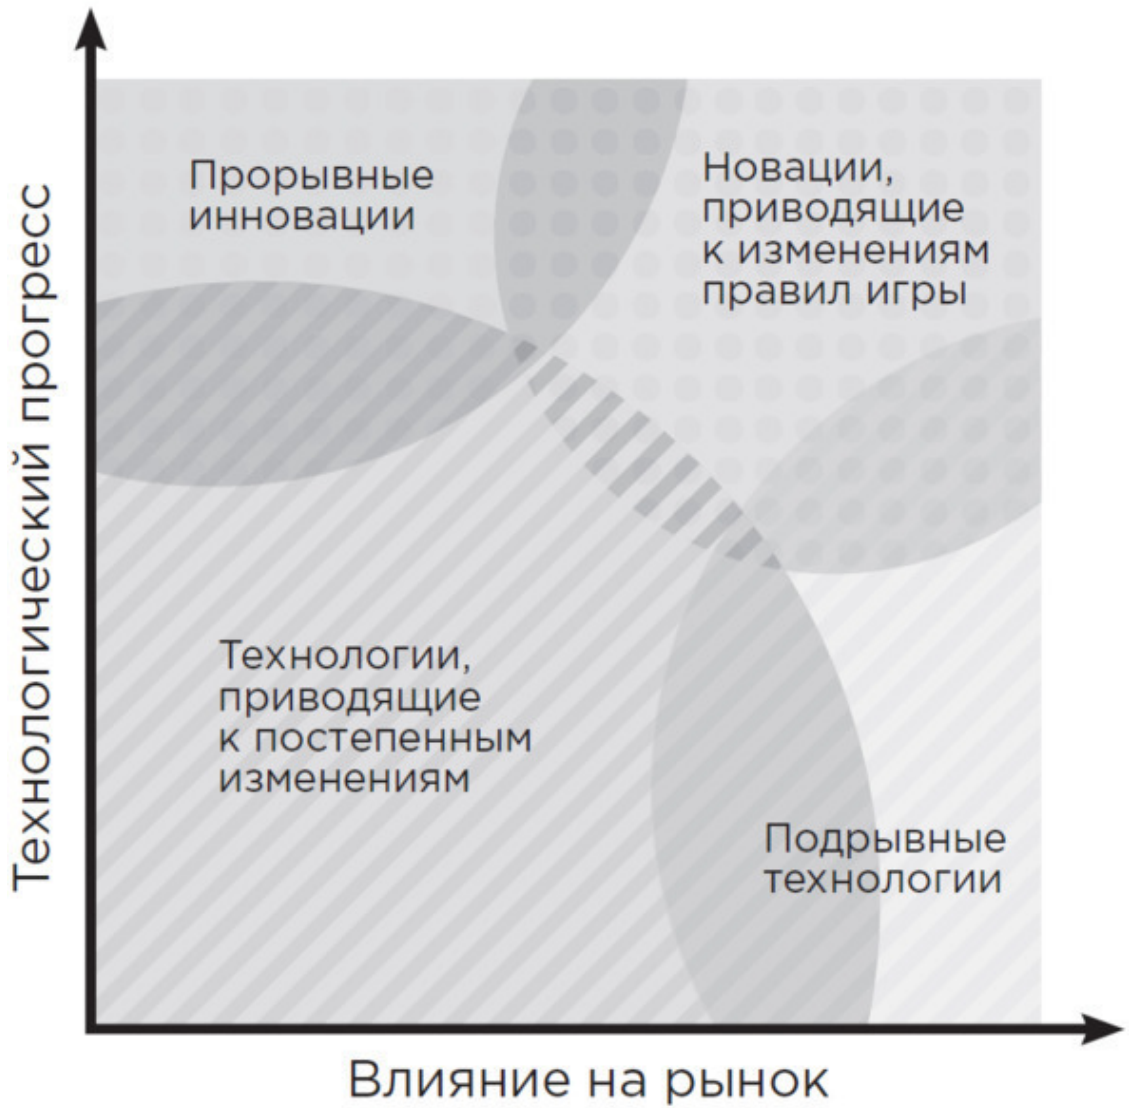 Технологический прогресс
Прорывные
инновации
Новации,
приводящие
к изменениям
правил игры
Технологии,
приводящие
к постепенным
изменениям
Подрывные
технологии
Влияние на рынок